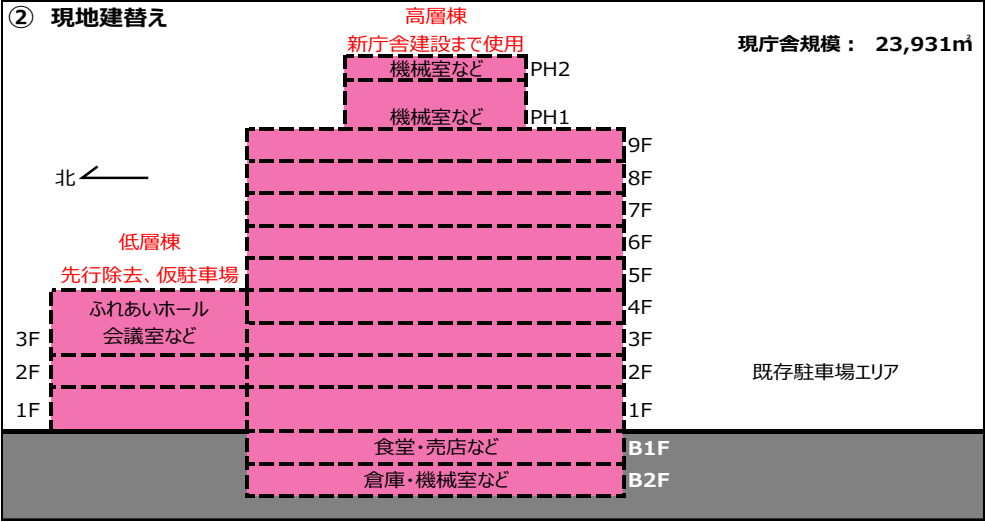 ② 現地建替え
高層棟
新庁舎建設まで使用
現庁舎規模： 23,931㎡
機械室など PH2
機械室など PH1
9F
北
8F
7F
低層棟
6F
先行除去、仮駐車場
5F
ふれあいホール
4F
会議室など
3F
3F
2F
2F
既存駐車場エリア
1F
1F
食堂・売店など B1F
倉庫・機械室など B2F